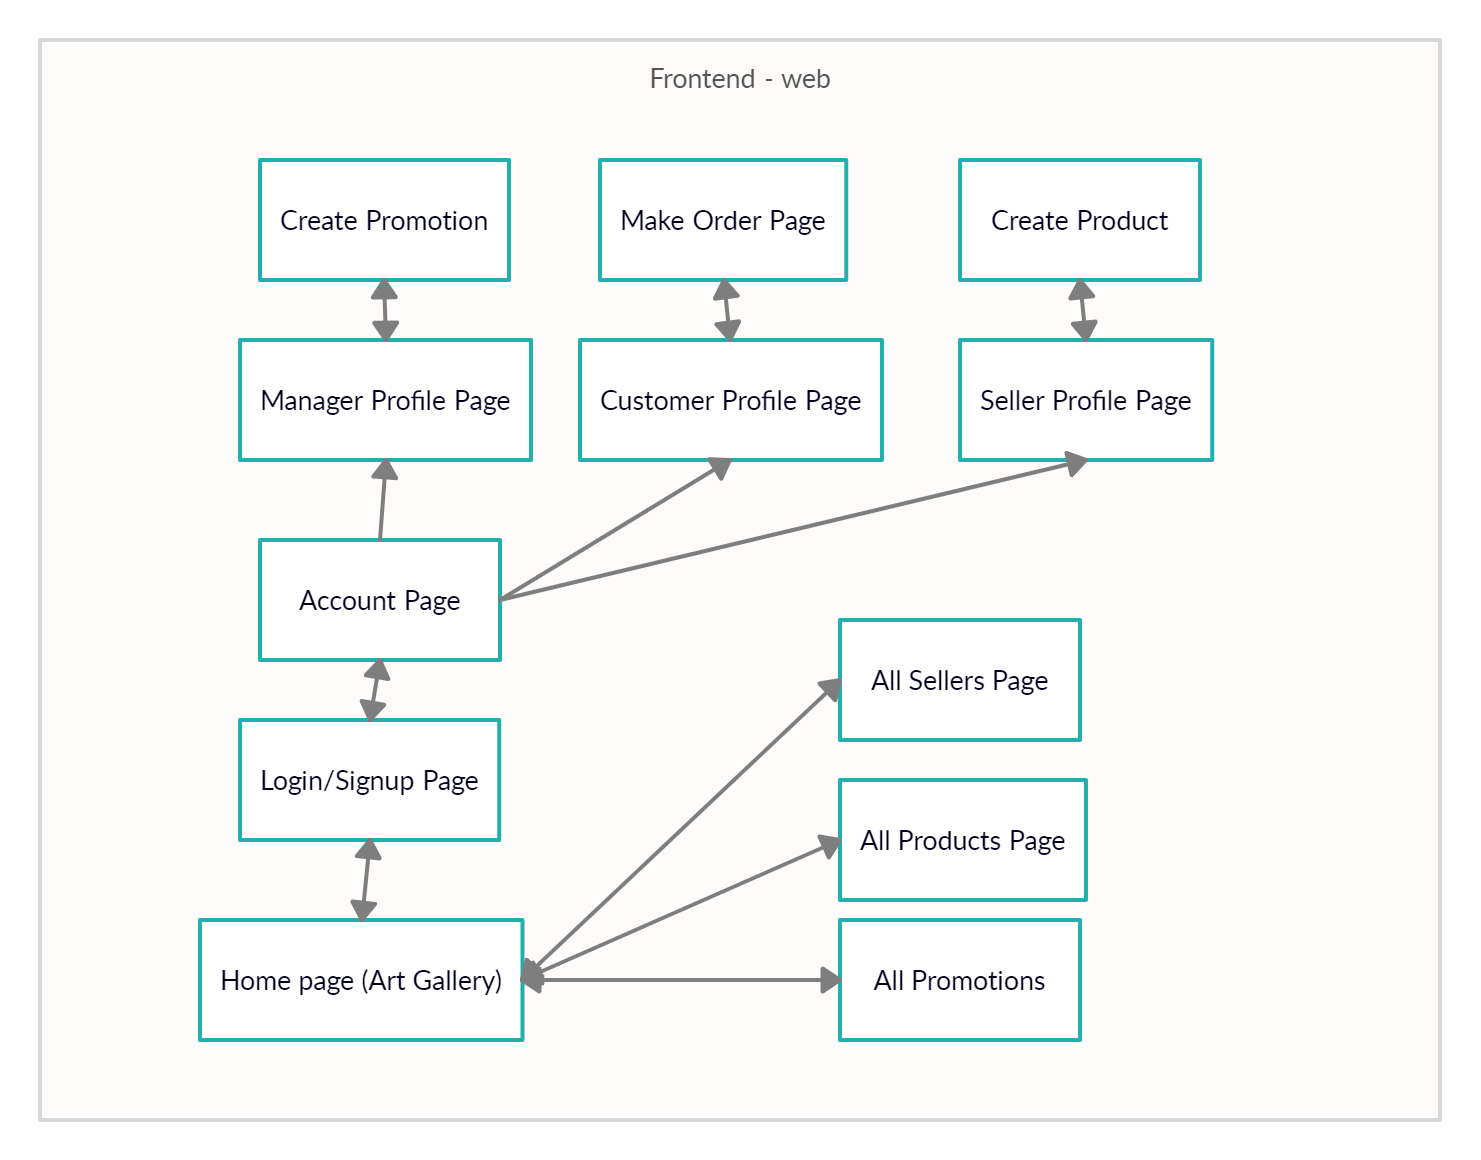 Frontend - web
Create Promotion
Make Order Page
Create Product
Manager Profile Page
Customer Profile Page
Seller Profile Page
Account Page
All Sellers Page
Login/Signup Page
All Products Page
Home page (Art Gallery)
All Promotions